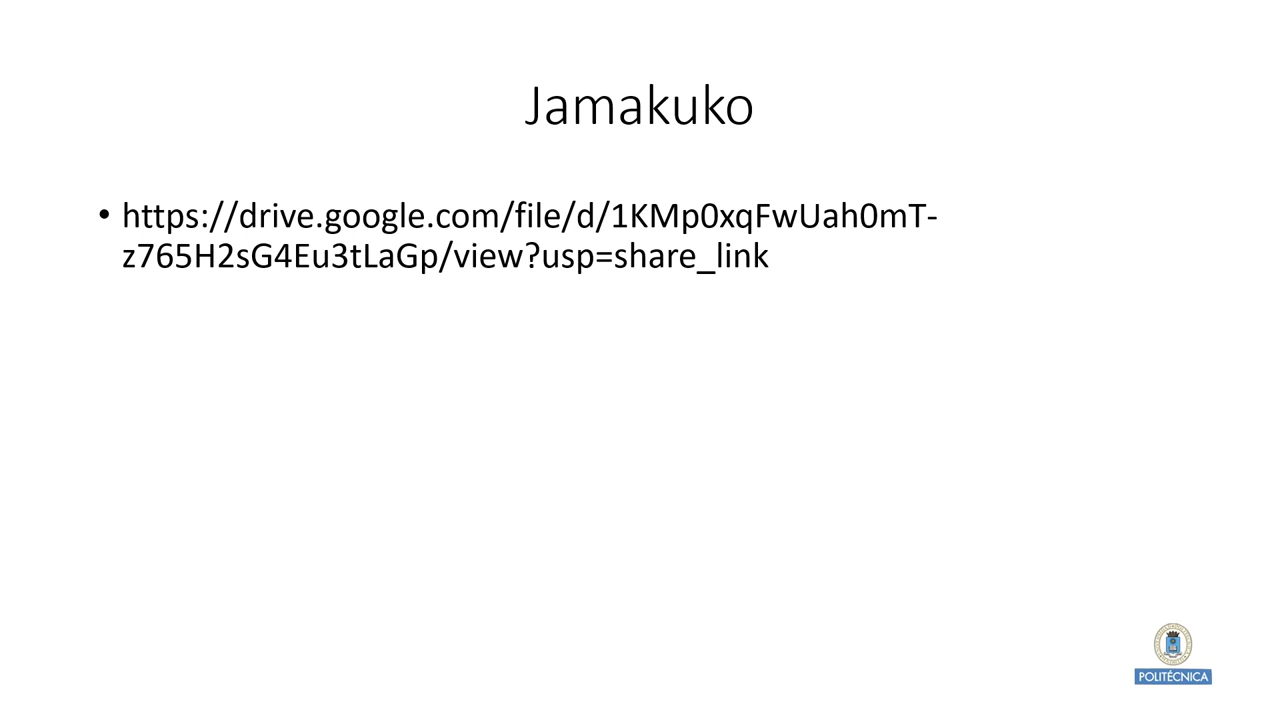 Jamakuko
• https://drive.google.com/file/d/1KMp0xqFwUah0mT-
z765H2sG4Eu3tLaGp/view?usp=share_link
POLITÉCNICA